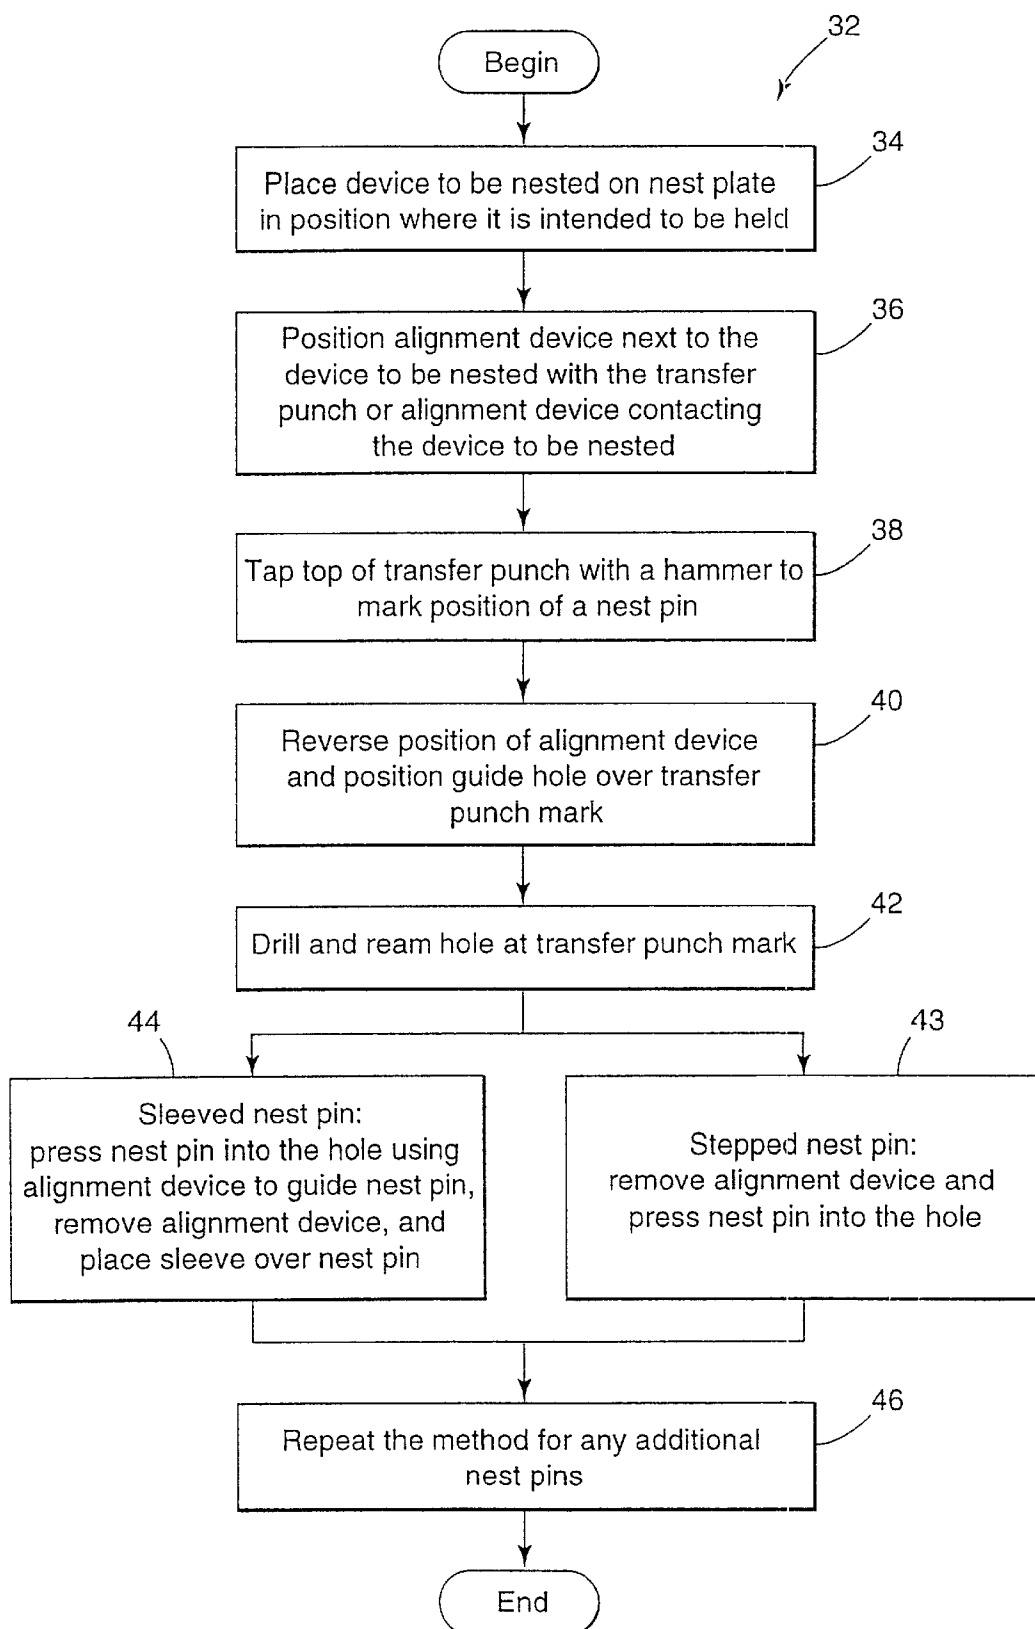 32
Begin
34
Place device to be nested on nest plate
in position where it is intended to be held
36
Position alignment device next to the
device to be nested with the transfer
punch or alignment device contacting
the device to be nested
38
Tap top of transfer punch with a hammer to
mark position of a nest pin
40
Reverse position of alignment device
and position guide hole over transfer
punch mark
42
Drill and ream hole at transfer punch mark
44
Sleeved nest pin:
press nest pin into the hole using
alignment device to guide nest pin,
remove alignment device, and
place sleeve over nest pin
43
Stepped nest pin:
remove alignment device and
press nest pin into the hole
46
Repeat the method for any additional
nest pins
End